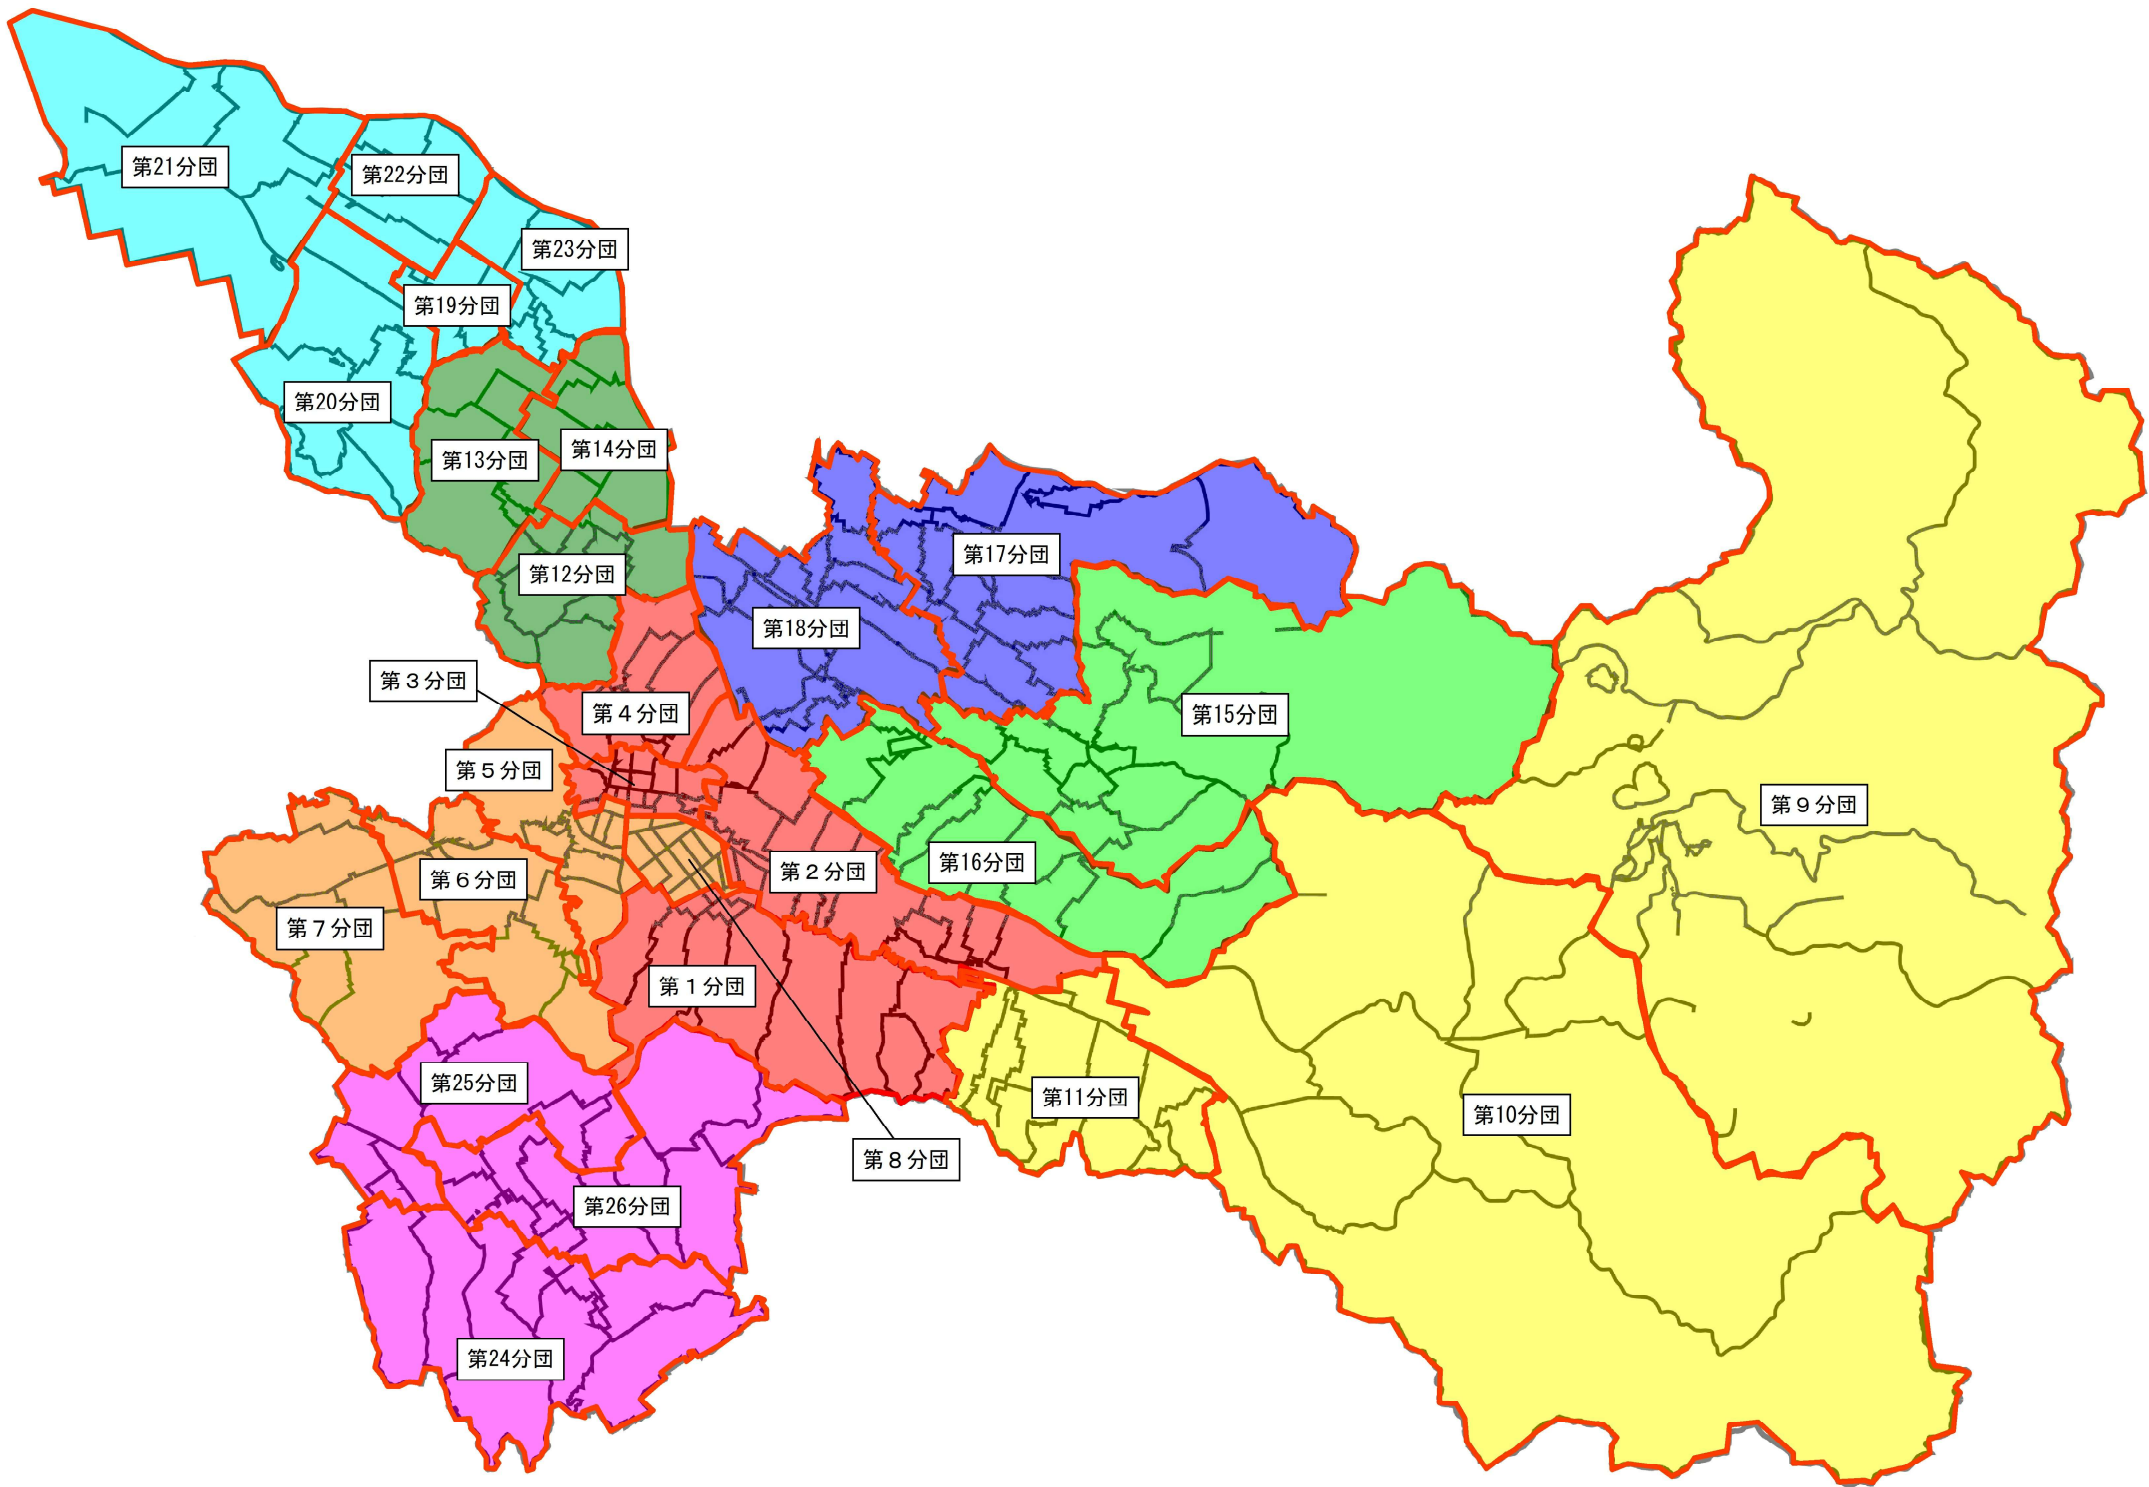 第21分団
第22分団
第23分団
第19分団
第20分団
第14分団
第13分団
第17分団
第12分団
第18分団
第３分団
第４分団
第15分団
第５分団
第９分団
第16分団
第２分団
第６分団
第７分団
第１分団
第25分団
第11分団
第10分団
第８分団
第26分団
第24分団